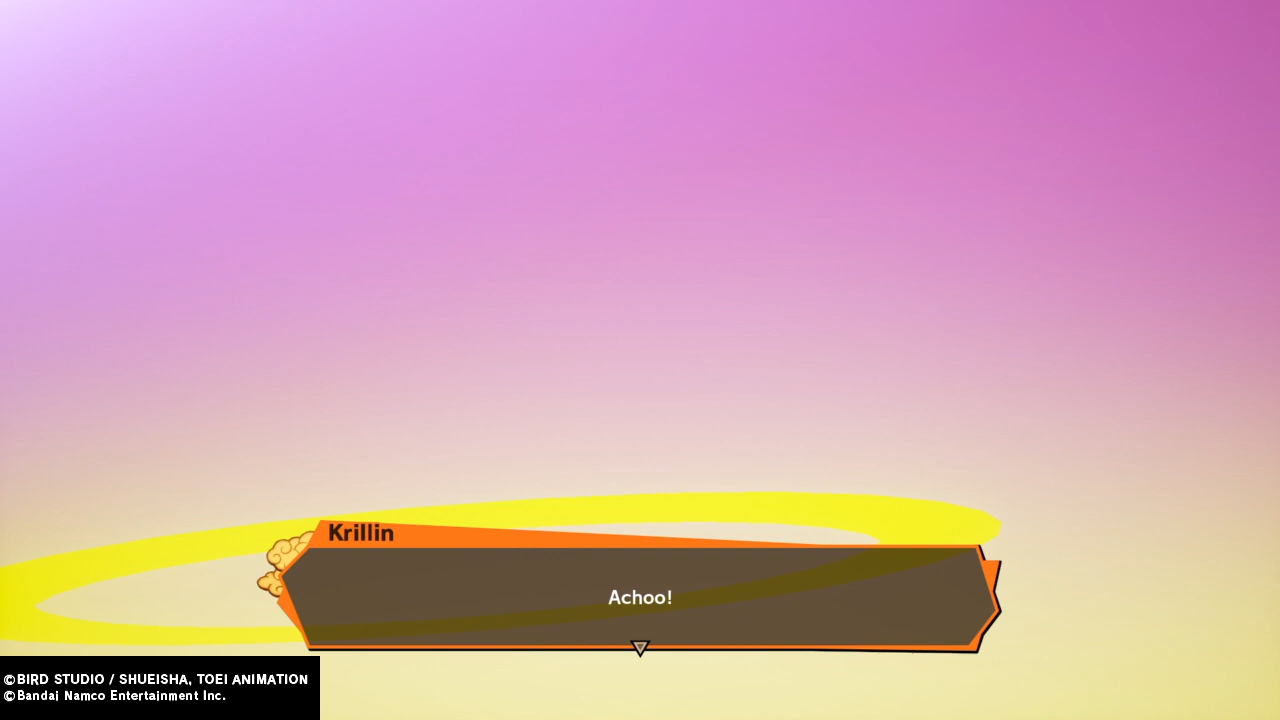 Krillin
Achoo!
©BIRD STUDIO / SHUEISHA, TOEI ANIMATION
©Bandai Namco Entertainment Inc.